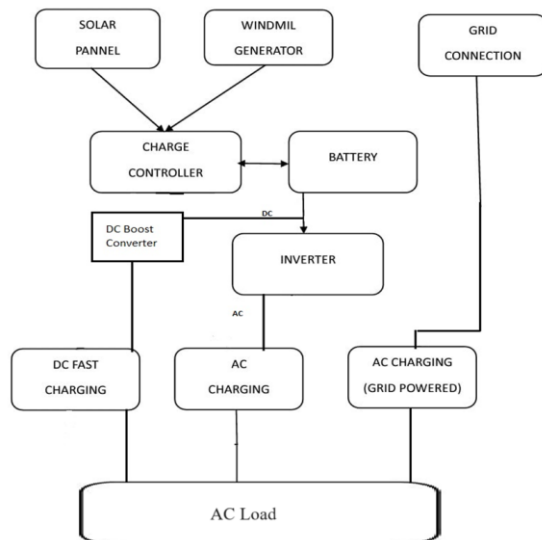 SOLAR
PANNEL
WINDMIL
GENERATOR
GRID
CONNECTION
CHARGE
CONTROLLER
BATTERY
DC
DC Boost
Converter
INVERTER
AC
DC FAST
CHARGING
AC
CHARGING
AC CHARGING
(GRID POWERED)
AC Load